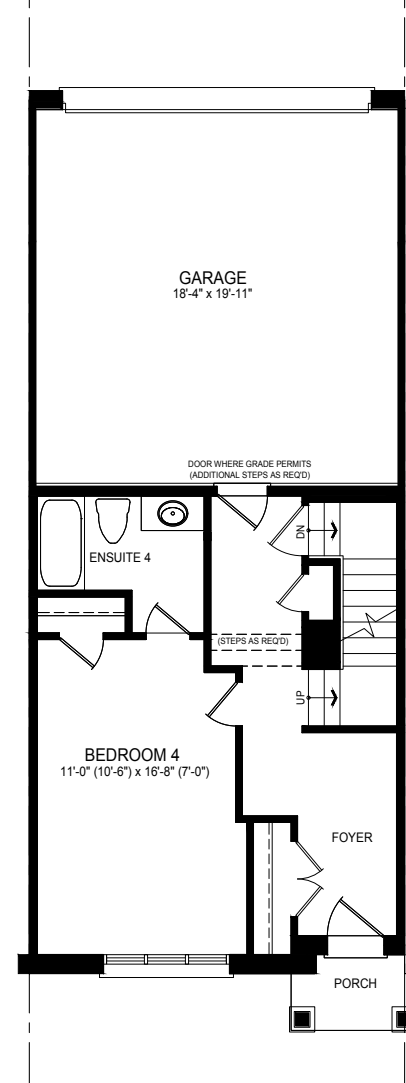 GARAGE
18'-4" x 19'-11"
DOOR WHERE GRADE PERMITS
(ADDITIONAL STEPS AS REQ'D)
DN
ENSUITE 4
(STEPS AS REQ'D)
UP
BEDROOM 4
11'-0" (10'-6") x 16'-8" (7'-0")
FOYER
PORCH